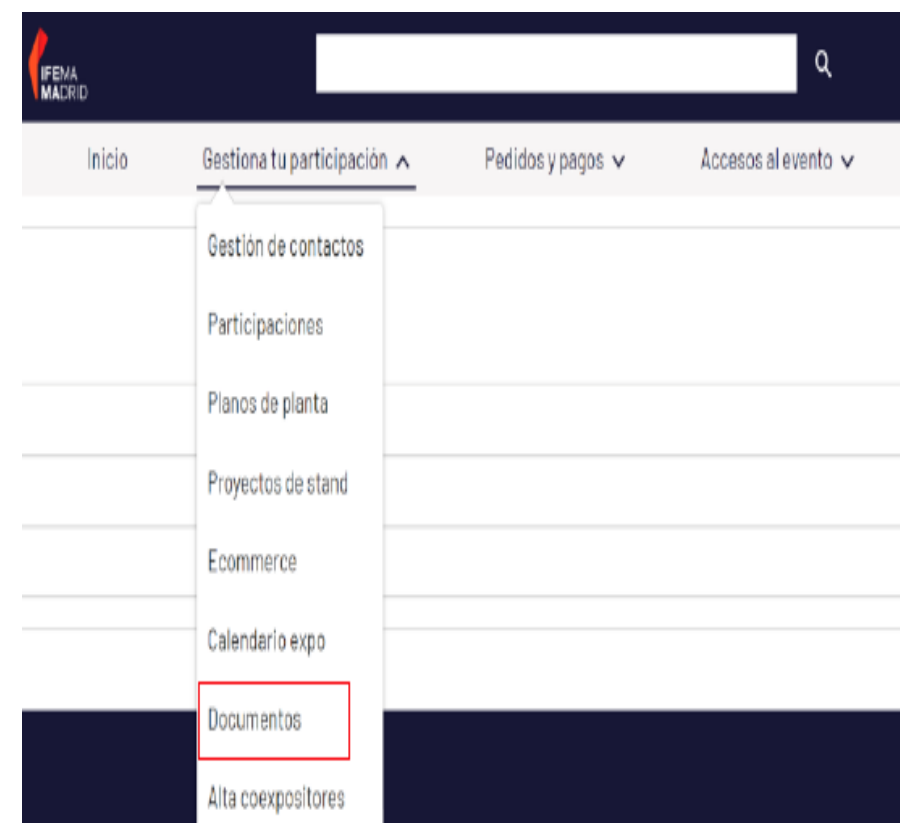 IFEMA
MADRID
Inicio Gestiona tu participación Pedidos y pagos Accesos al evento
Gestión de contactos
Participaciones
Planos de planta
Proyectos de stand
Ecommerce
Calendario expo
Documentos
Alta coexpositores